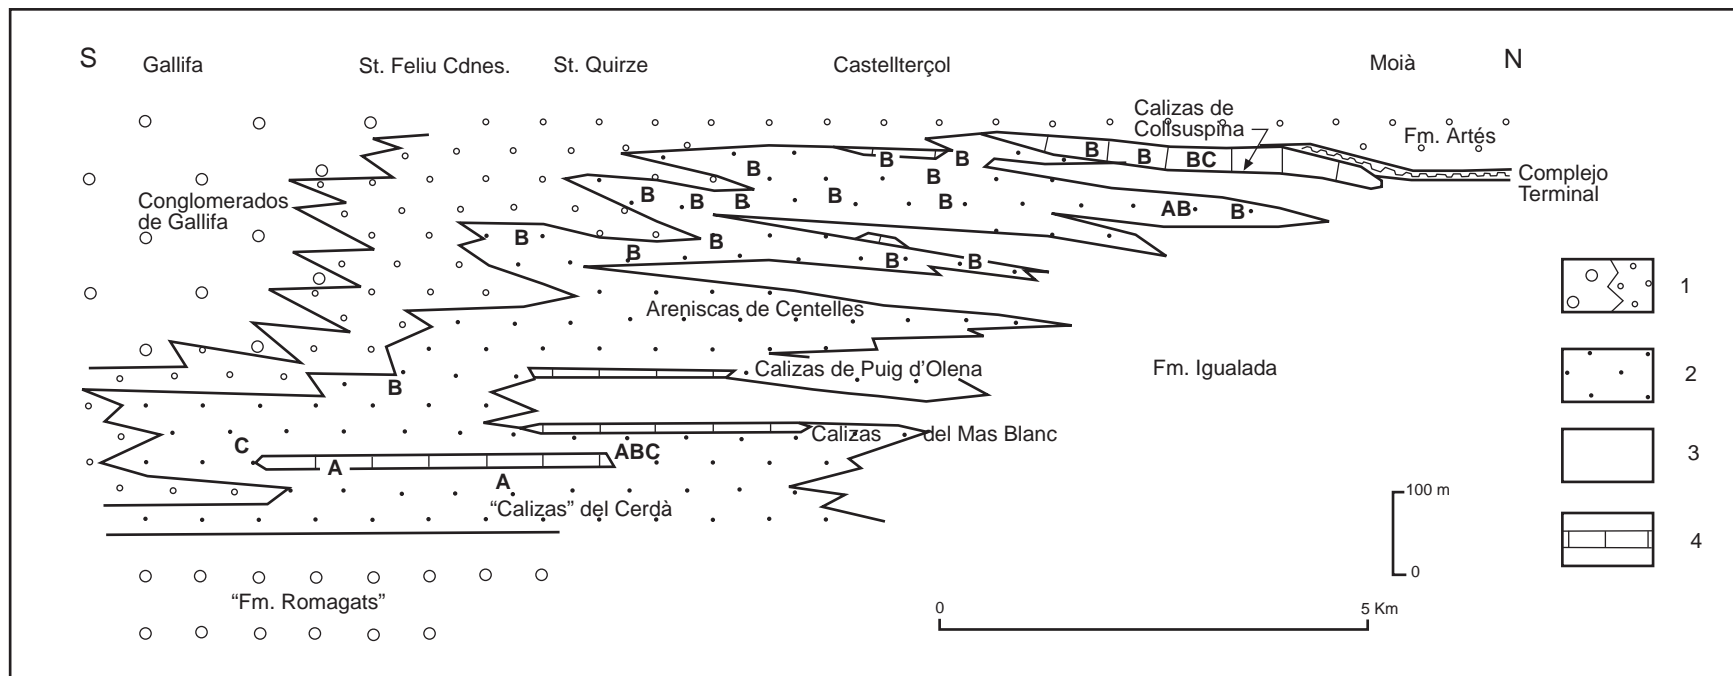 S
Gallifa
St. Feliu Cdnes.
St. Quirze
Castellterçol
Moià
N
Calizas de
Collsuspina
Fm. Artés
Complejo
Terminal
Conglomerados
de Gallifa
B
B
B
B
B
BC
B
B
B
B
B
B
AB
B
B
B
B
B
B
Areniscas de Centelles
Calizas de Puig d’Olena
Fm. Igualada
B
Calizas del Mas Blanc
C
A
ABC
A
“Calizas” del Cerdà
“Fm. Romagats”
100 m
0
0
5 Km
1
2
3
4